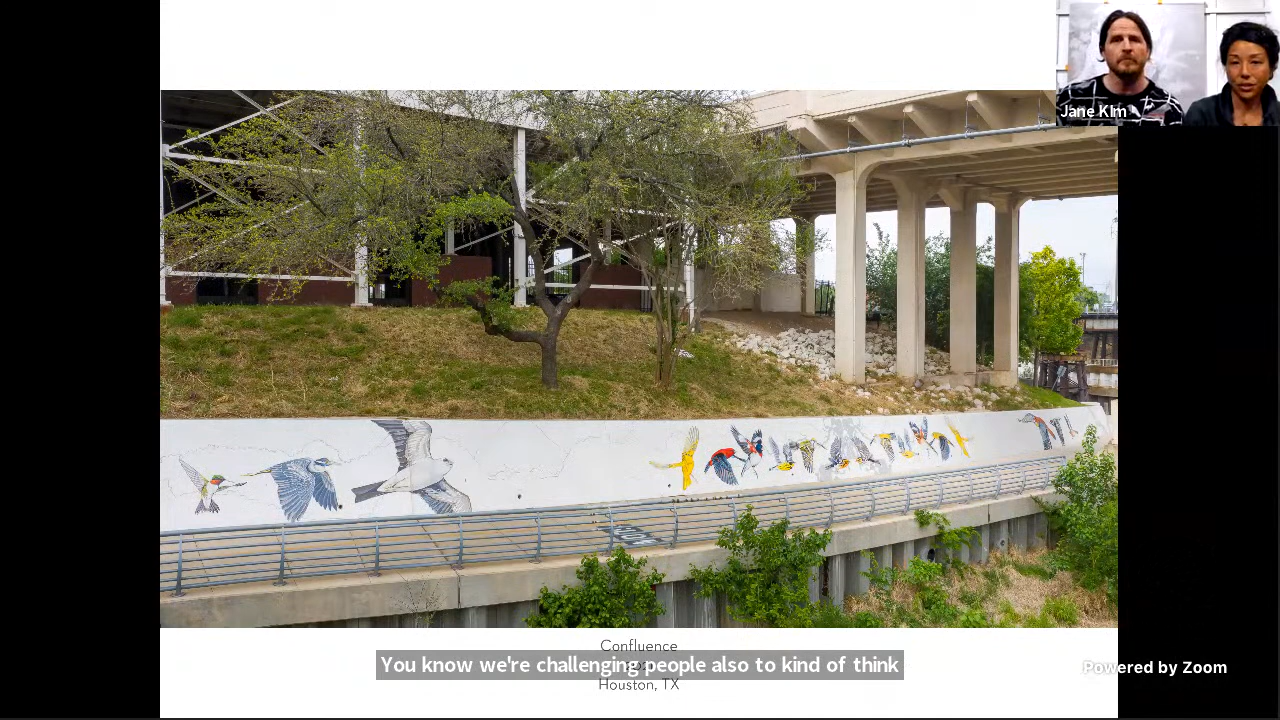 Jane KIm
Confluence
You know we're challenging people also to kind of think
Houston, TX
Powered by Zoom